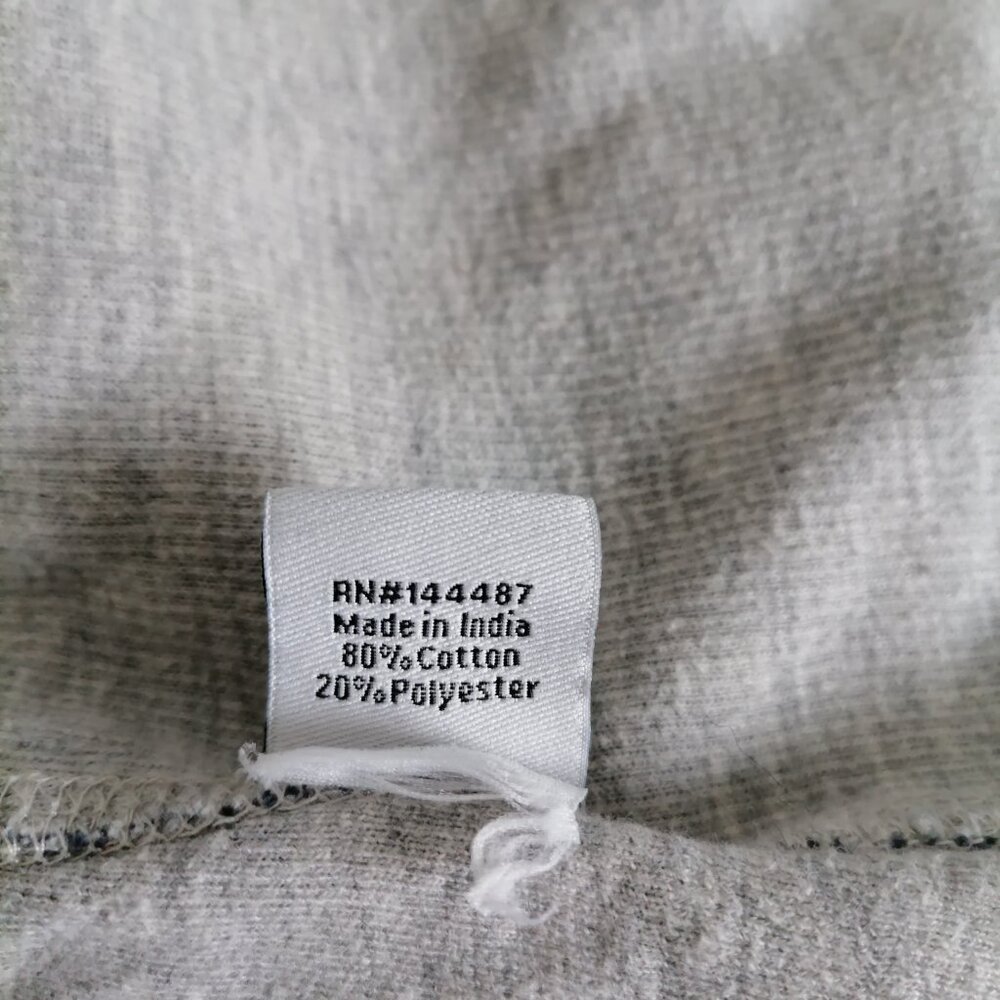 RN#144487
Made in India
80% Cotton
20% Polyester